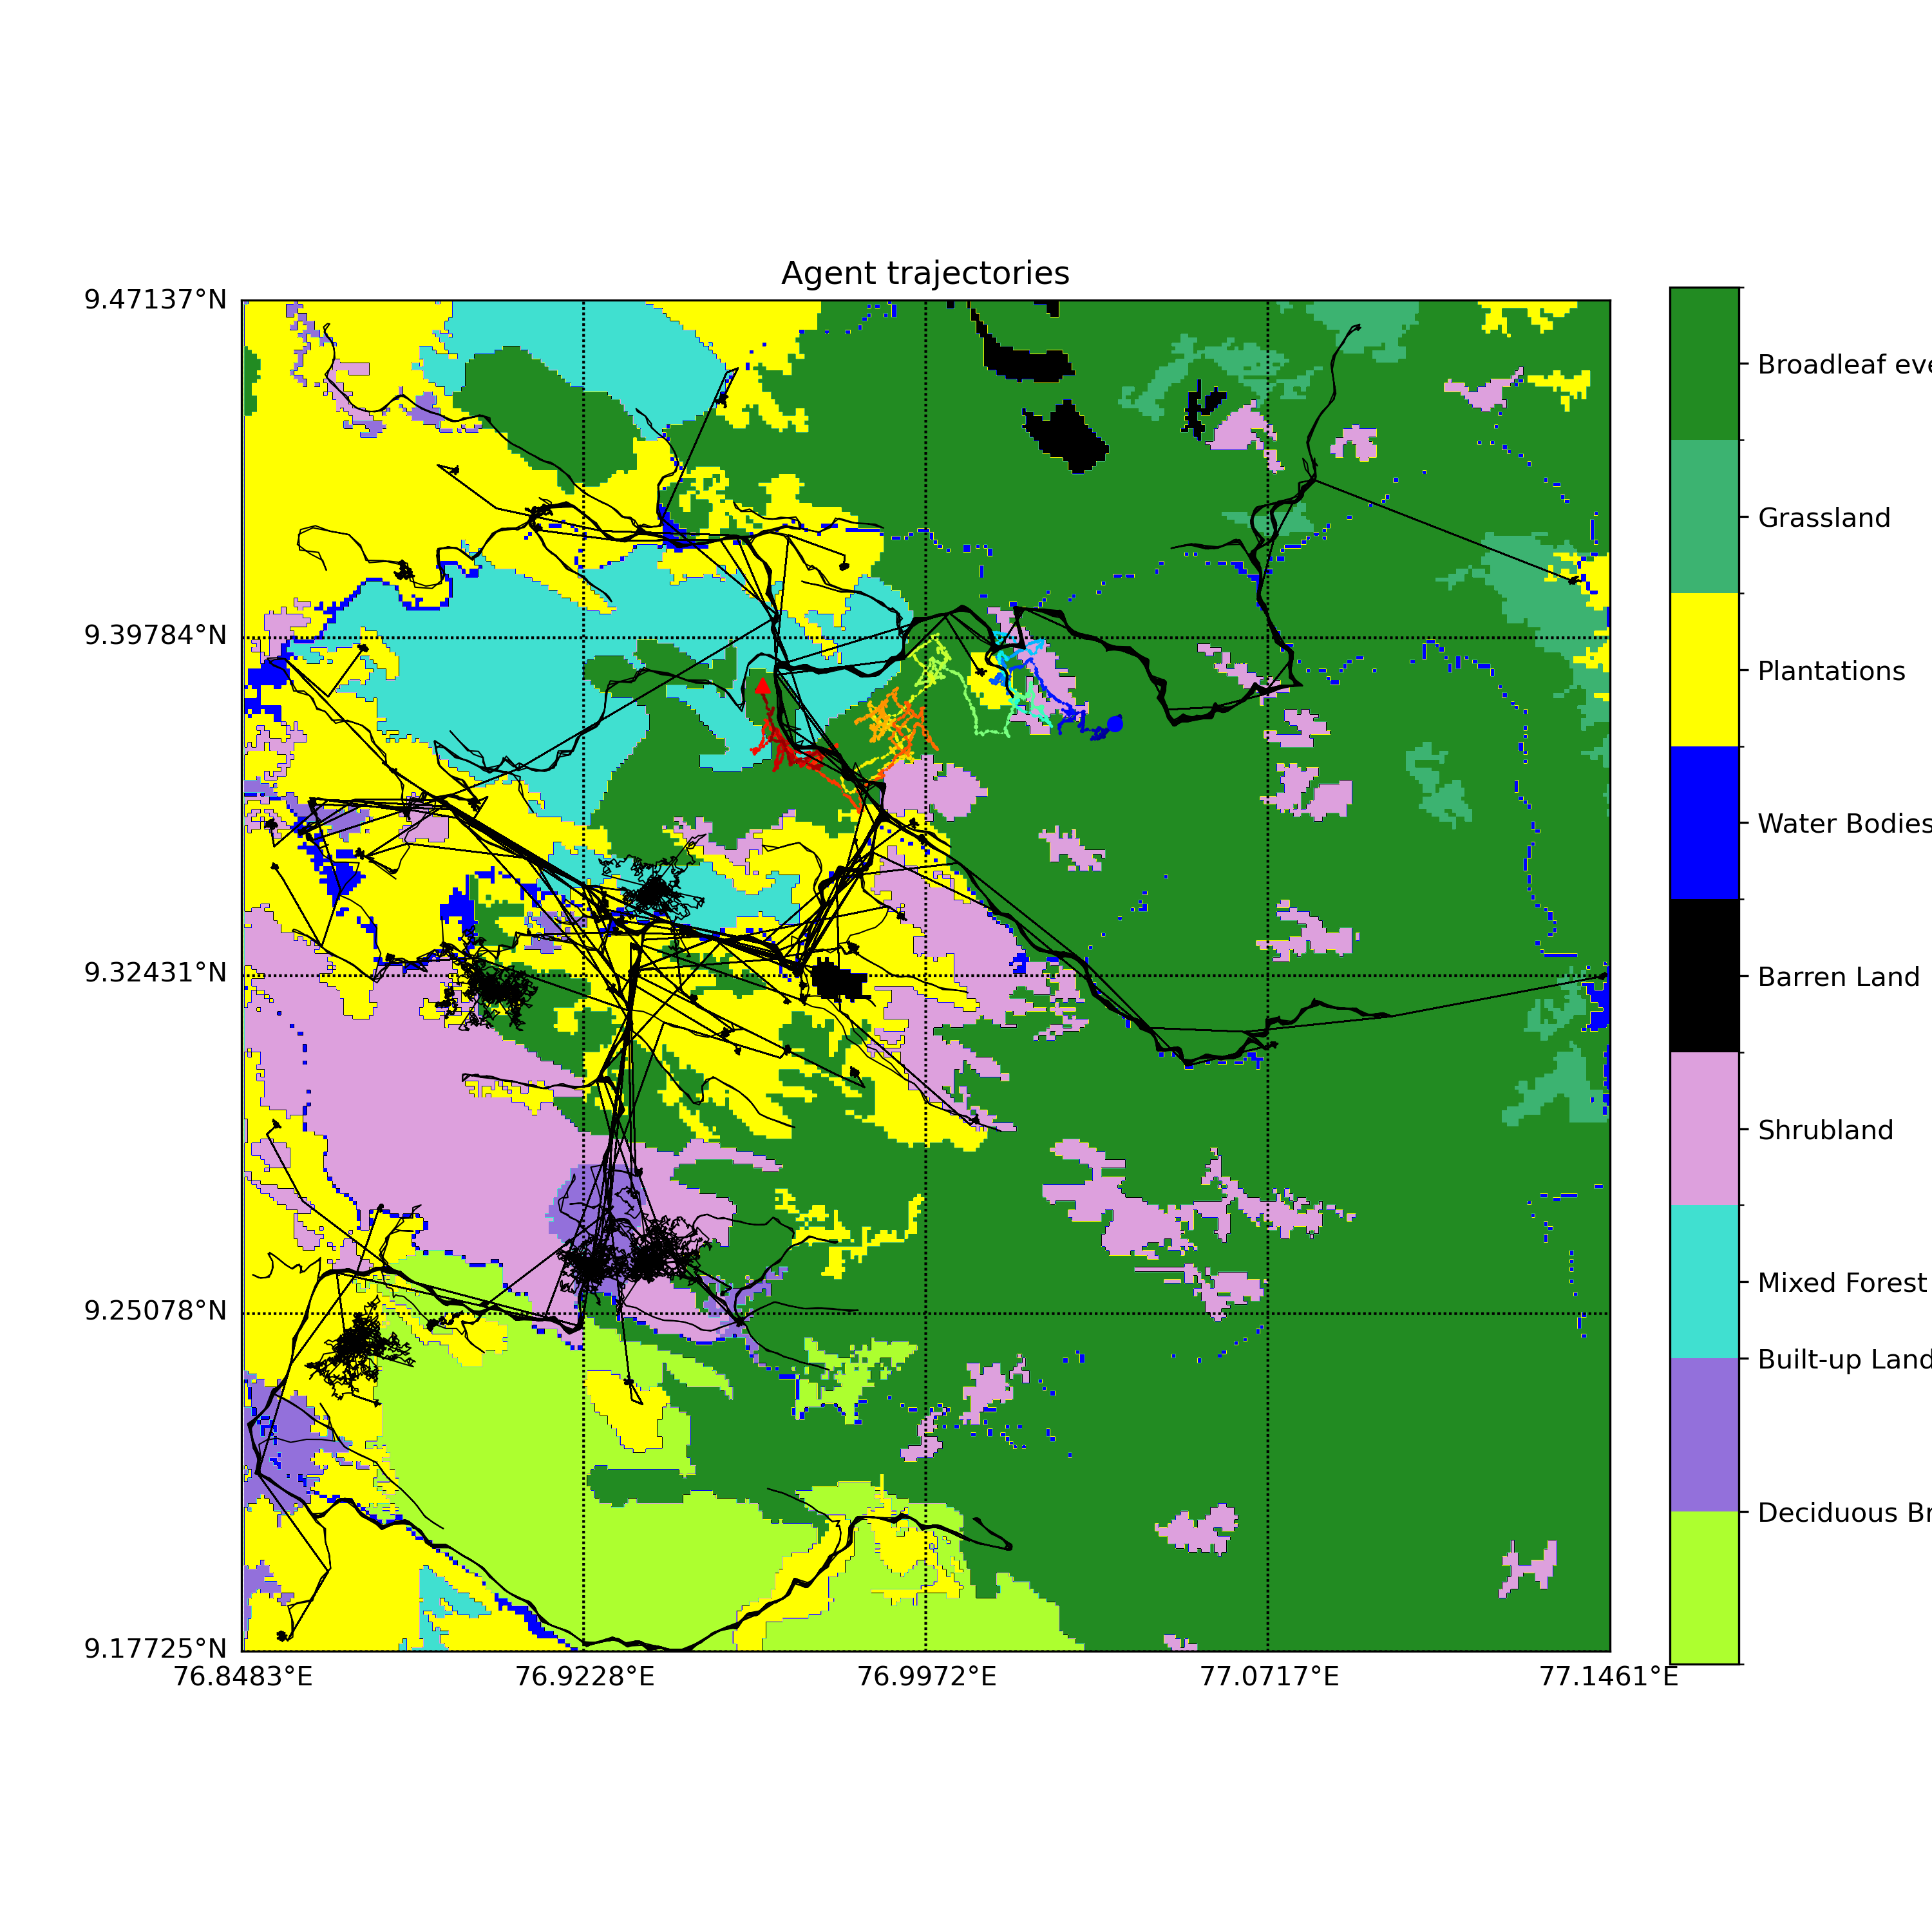 Agent trajectories
9.47137°N
9.39784°N
9.32431°N
9.25078°N
9.17725°N
76.8483°E
76.9228°E
76.9972°E
77.0717°E
77.1461°E
Broadleaf eve
Grassland
Plantations
Water Bodies
Barren Land
Shrubland
Mixed Forest
Built-up Land
Deciduous Br